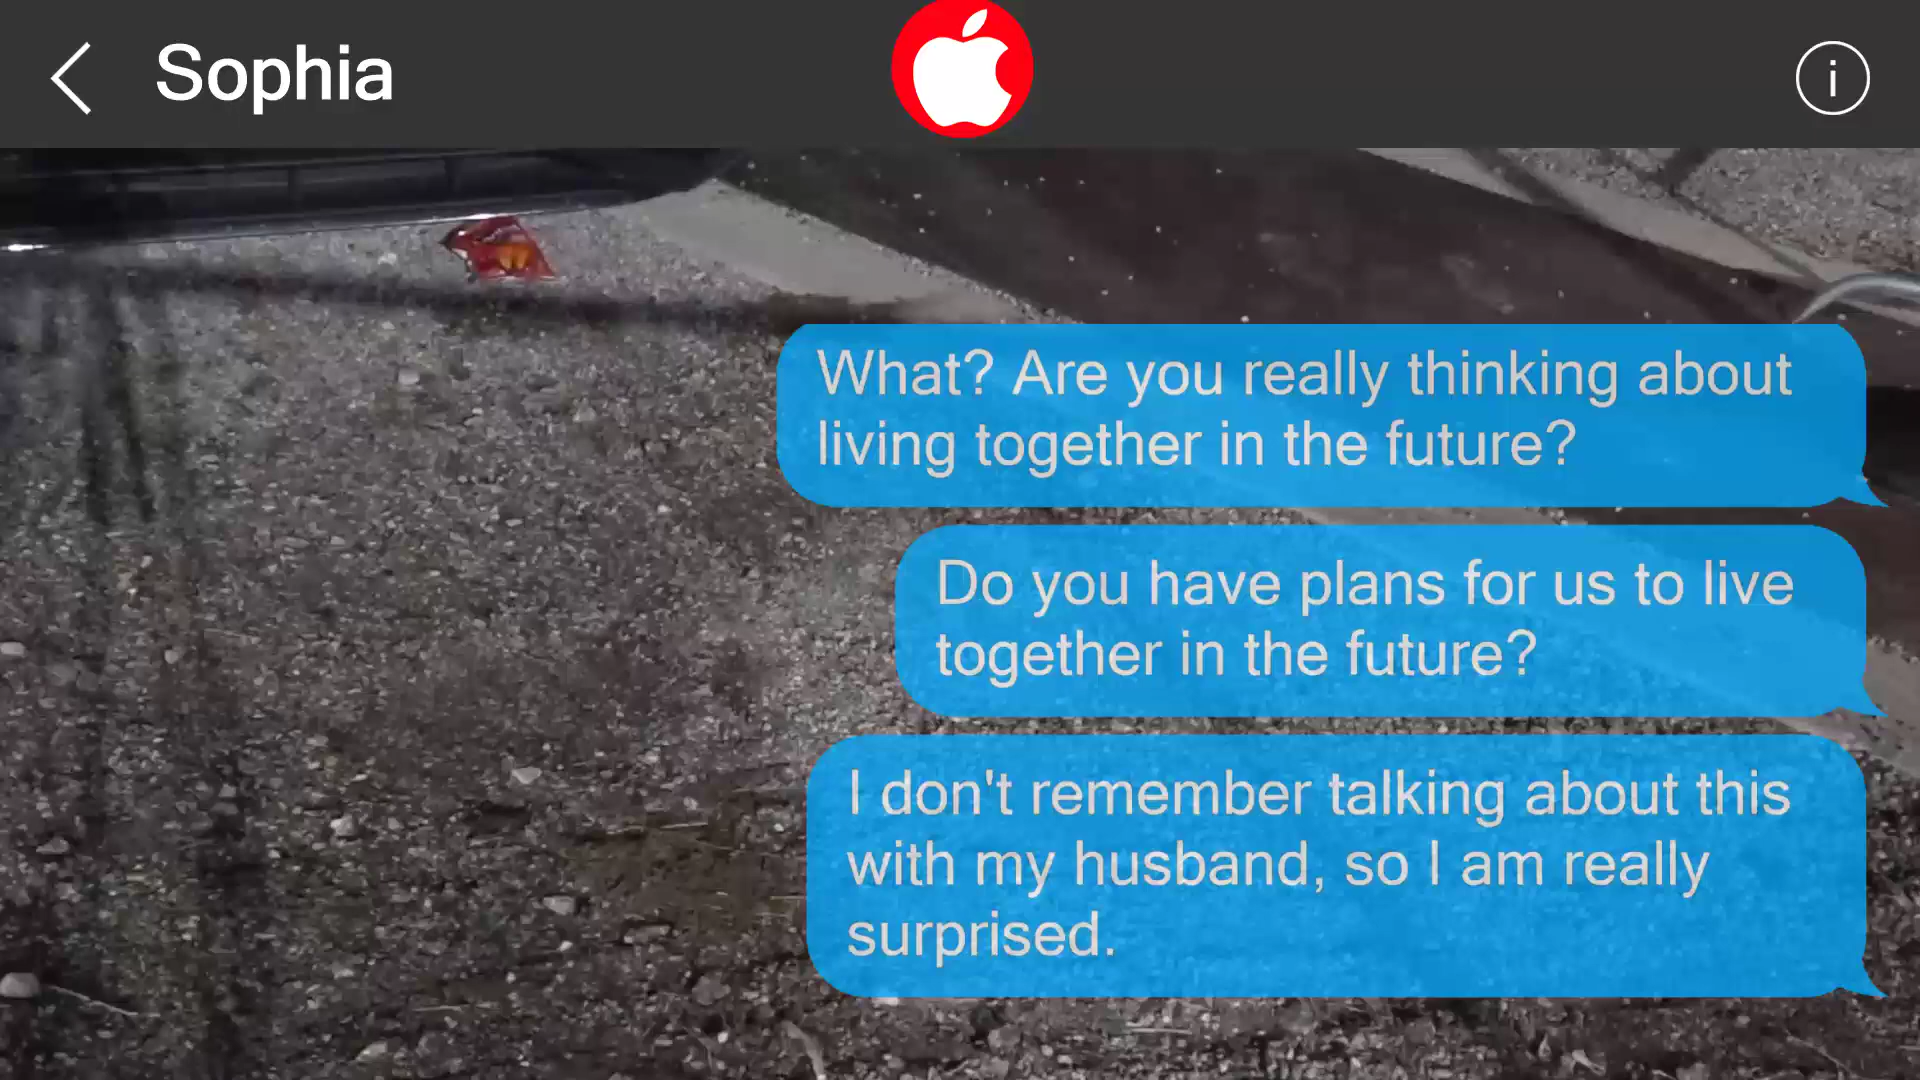 Sophia
What? Are you really thinking about
living together in the future?
Do you have plans for us to live
together in the future?
I don't remember talking about this
with my husband, so I am really
surprised.